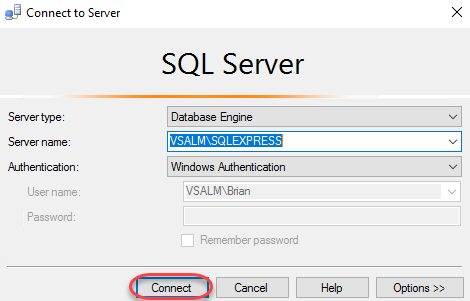 Connect to Server
SQL Server
Server type: Database Engine
Server name: VSALM\SQLEXPRESS
Authentication: Windows Authentication
User name: VSALM\Brian
Password:
Remember password
Connect Cancel Help Options >>